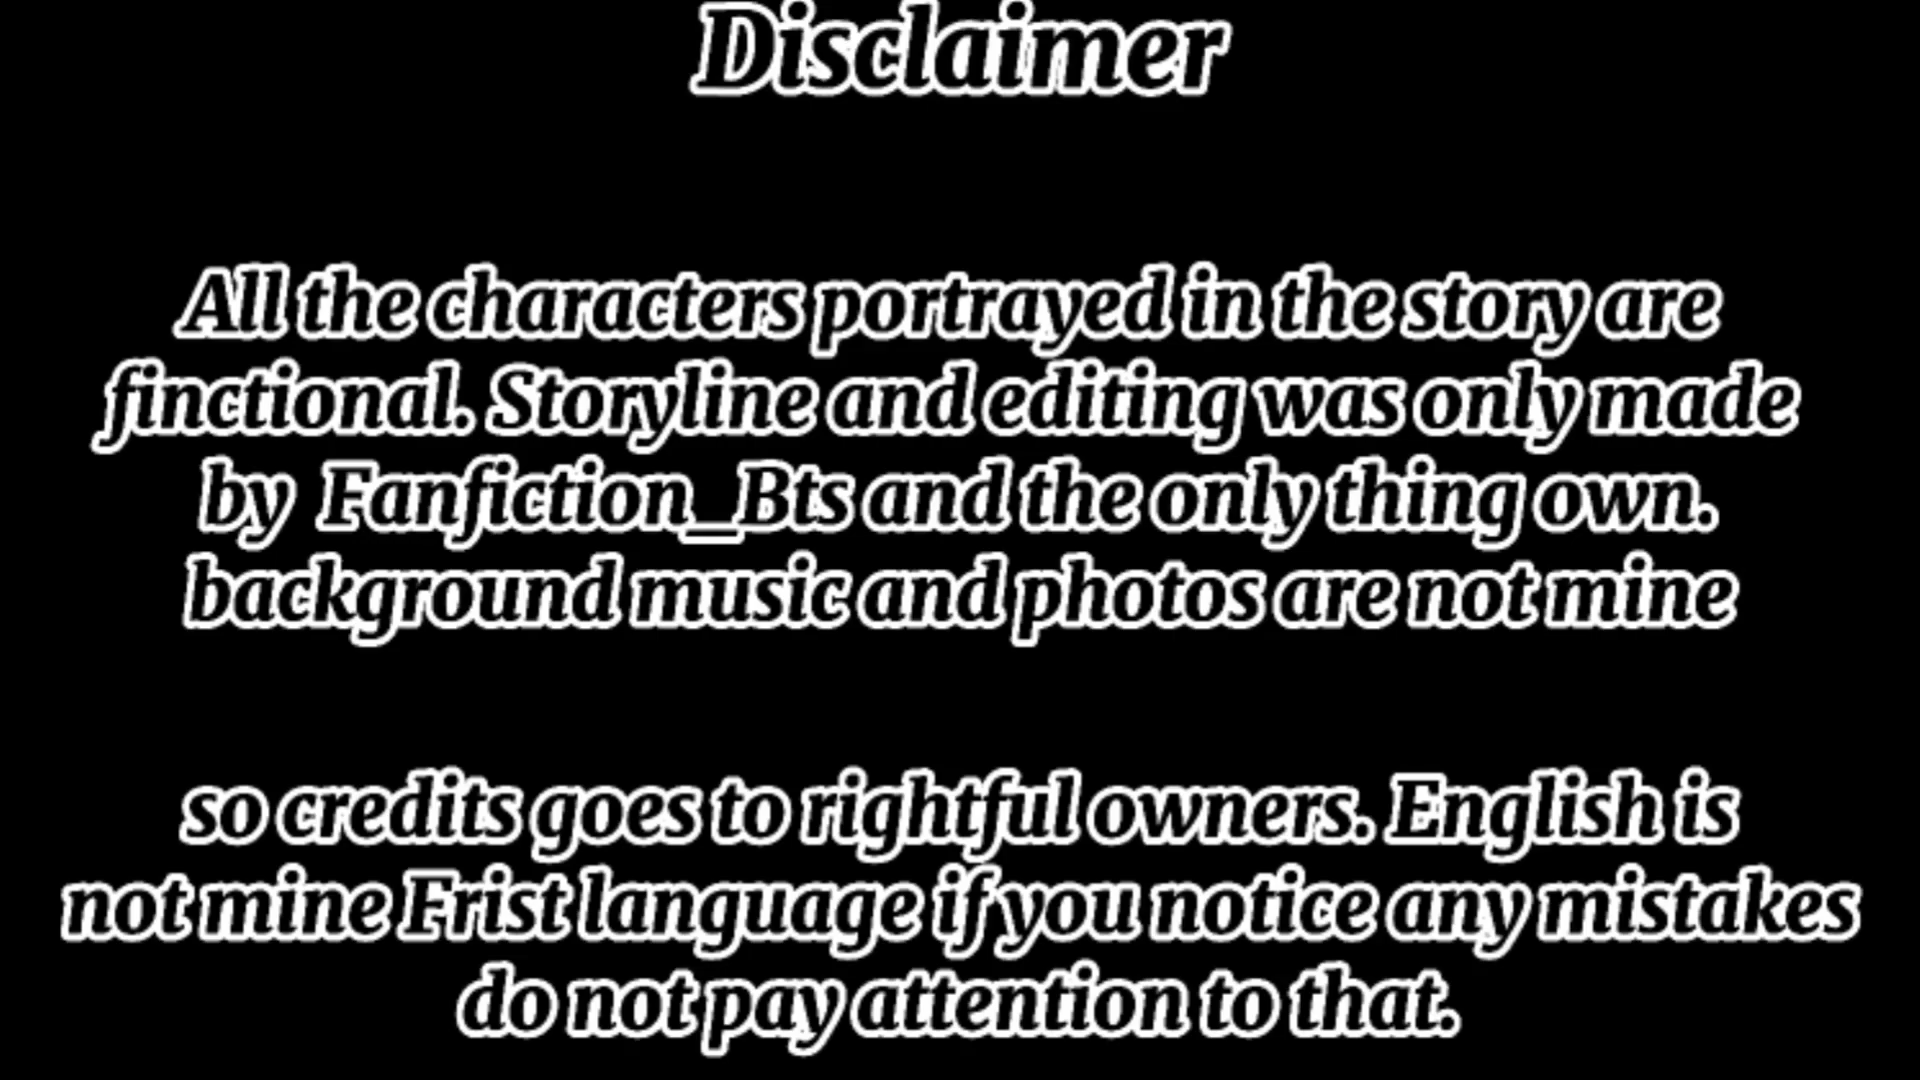 Disclaimer
All the characters portrayed in the story are
finctional. Storyline and editing was only made
by Fanfiction_Bts and the only thing own.
background music and photos are not mine
so credits goes to rightful owners. English is
not mine Frist language if you notice any mistakes
do not pay attention to that.